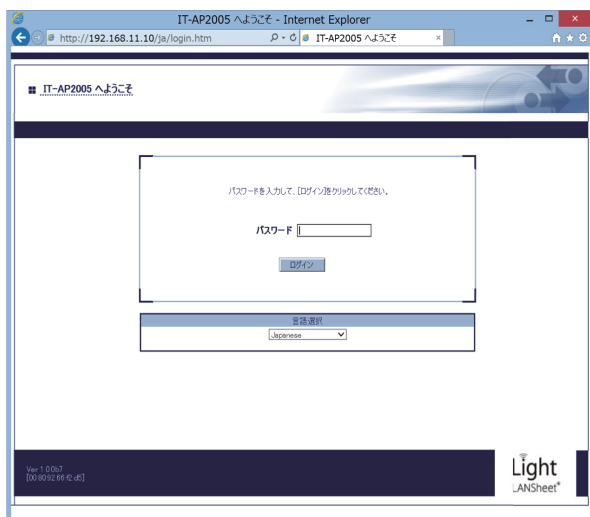 IT-AP2005 へようこそ - Internet Explorer
http://192.168.11.10/ja/login.htm
IT-AP2005 へようこそ
IT-AP2005 へようこそ
パスワードを入力して、[ログイン]をクリックしてください。
パスワード
ログイン
言語選択
Japanese
Ver 1.0.0b7
[00:80:92:66:f2:d5]
Light
LANSheet